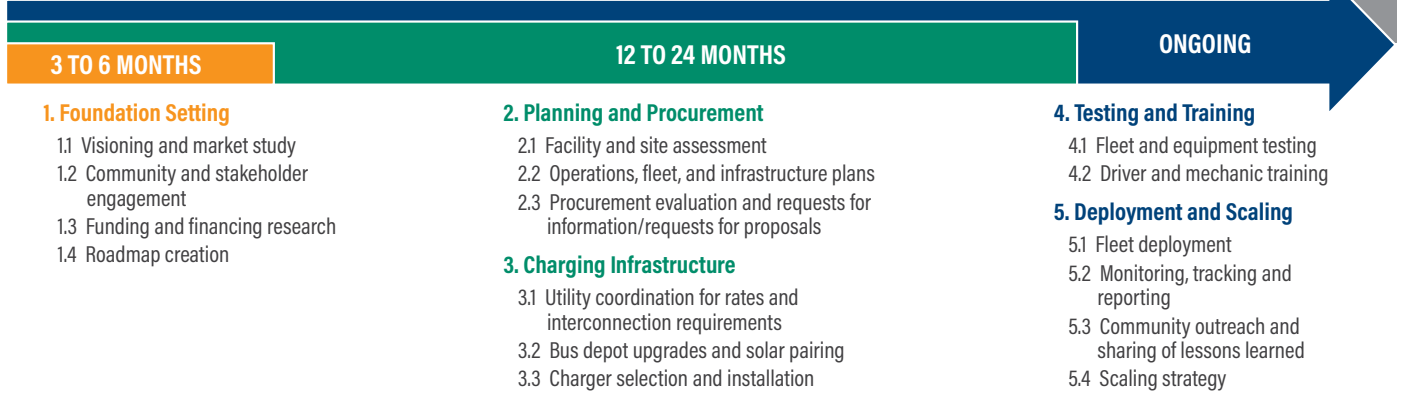 3 TO 6 MONTHS
12 TO 24 MONTHS
ONGOING
1. Foundation Setting
1.1 Visioning and market study
1.2 Community and stakeholder
engagement
1.3 Funding and financing research
1.4 Roadmap creation
2. Planning and Procurement
2.1 Facility and site assessment
2.2 Operations, fleet, and infrastructure plans
2.3 Procurement evaluation and requests for
information/requests for proposals
3. Charging Infrastructure
3.1 Utility coordination for rates and
interconnection requirements
3.2 Bus depot upgrades and solar pairing
3.3 Charger selection and installation
4. Testing and Training
4.1 Fleet and equipment testing
4.2 Driver and mechanic training
5. Deployment and Scaling
5.1 Fleet deployment
5.2 Monitoring, tracking and
reporting
5.3 Community outreach and
sharing of lessons learned
5.4 Scaling strategy